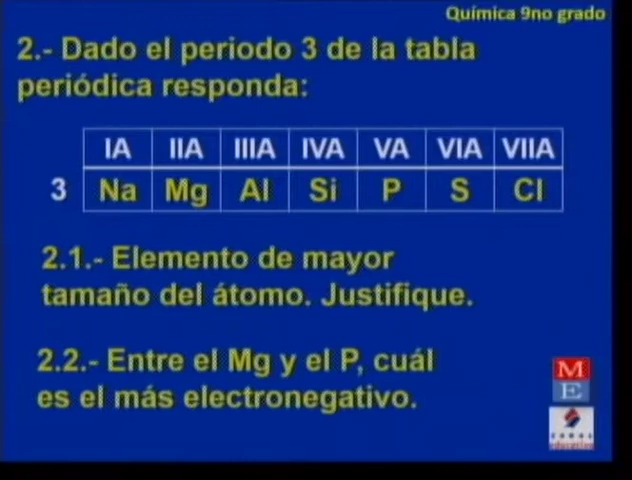 Química 9no grado
2.- Dado el periodo 3 de la tabla
periódica responda:
IA IIA IIIA IVA VA VIA VIIA
3 Na Mg Al Si P S Cl
2.1.- Elemento de mayor
tamaño del átomo. Justifique.
2.2.- Entre el Mg y el P, cuál
es el más electronegativo.
M
E
CANAL
educativo